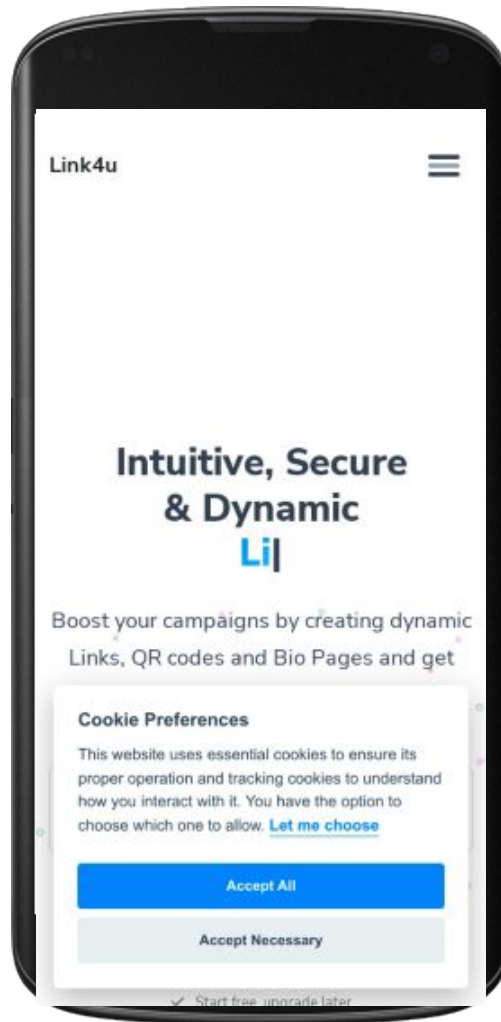 Link4u
Intuitive, Secure
& Dynamic
Li|
Boost your campaigns by creating dynamic
Links, QR codes and Bio Pages and get
Cookie Preferences
This website uses essential cookies to ensure its
proper operation and tracking cookies to understand
how you interact with it. You have the option to
choose which one to allow. Let me choose
Accept All
Accept Necessary
✓ Start free, upgrade later